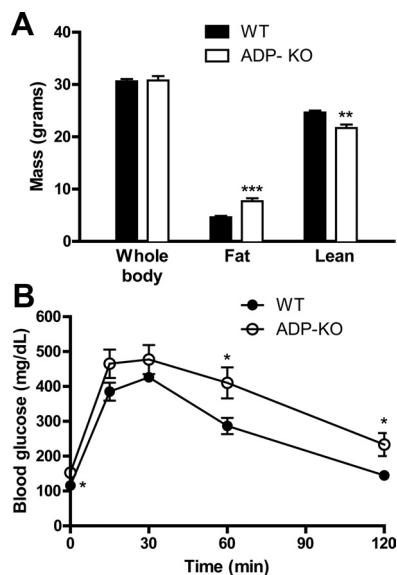 A
WT
ADP- KO
Mass (grams)
40
30
20
10
0
***
**
Whole
body
Fat
Lean
B
WT
ADP-KO
Blood glucose (mg/dL)
600
500
400
300
200
100
0
*
*
*
0
30
60
90
120
Time (min)